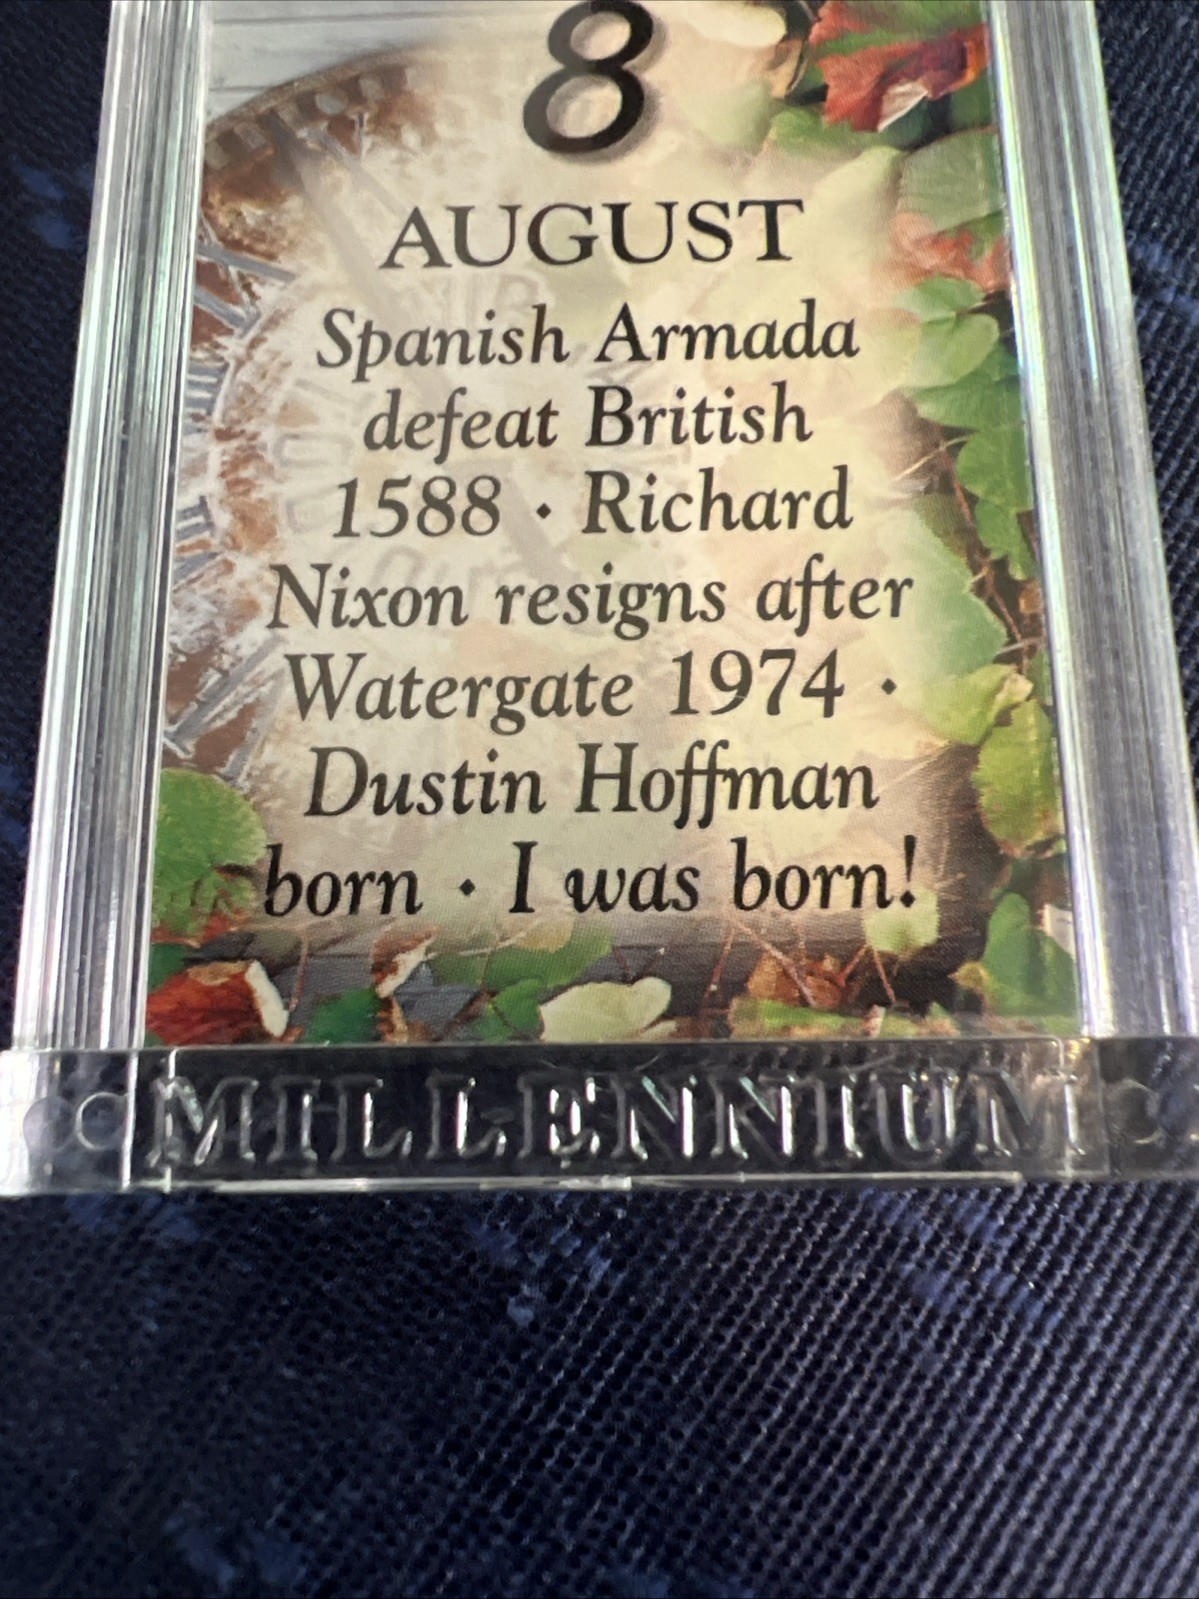 8
AUGUST
Spanish Armada
defeat British
1588 · Richard
Nixon resigns after
Watergate 1974 ·
Dustin Hoffman
born · I was born!
MILLENNIUM